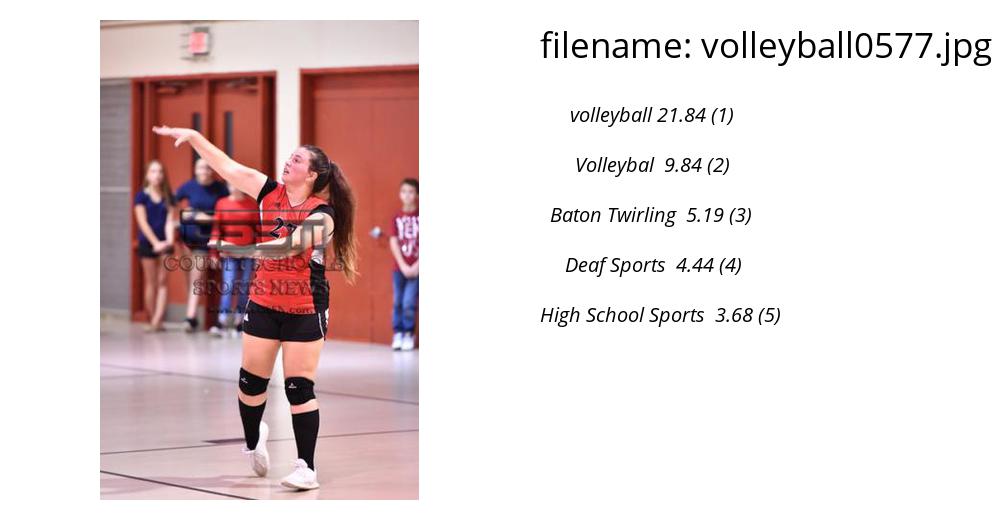 filename: volleyball0577.jpg
volleyball 21.84 (1)
Volleybal 9.84 (2)
Baton Twirling 5.19 (3)
Deaf Sports 4.44 (4)
High School Sports 3.68 (5)
CSSN
COUNTY SCHOOLS
SPORTS NEWS